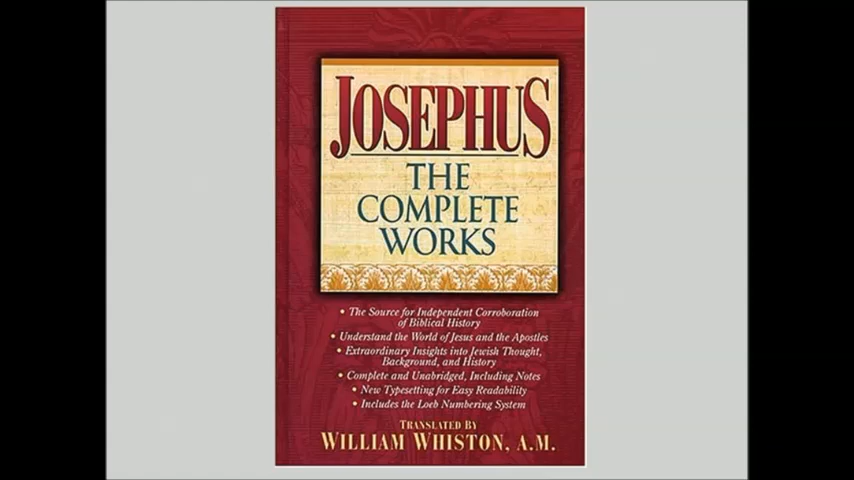 JOSEPHUS
THE
COMPLETE
WORKS
• The Source for Independent Corroboration
of Biblical History
• Understand the World of Jesus and the Apostles
• Extraordinary Insights into Jewish Thought,
Background, and History
• Complete and Unabridged, Including Notes
• New Typesetting for Easy Readability
• Includes the Loeb Numbering System
TRANSLATED BY
WILLIAM WHISTON, A.M.